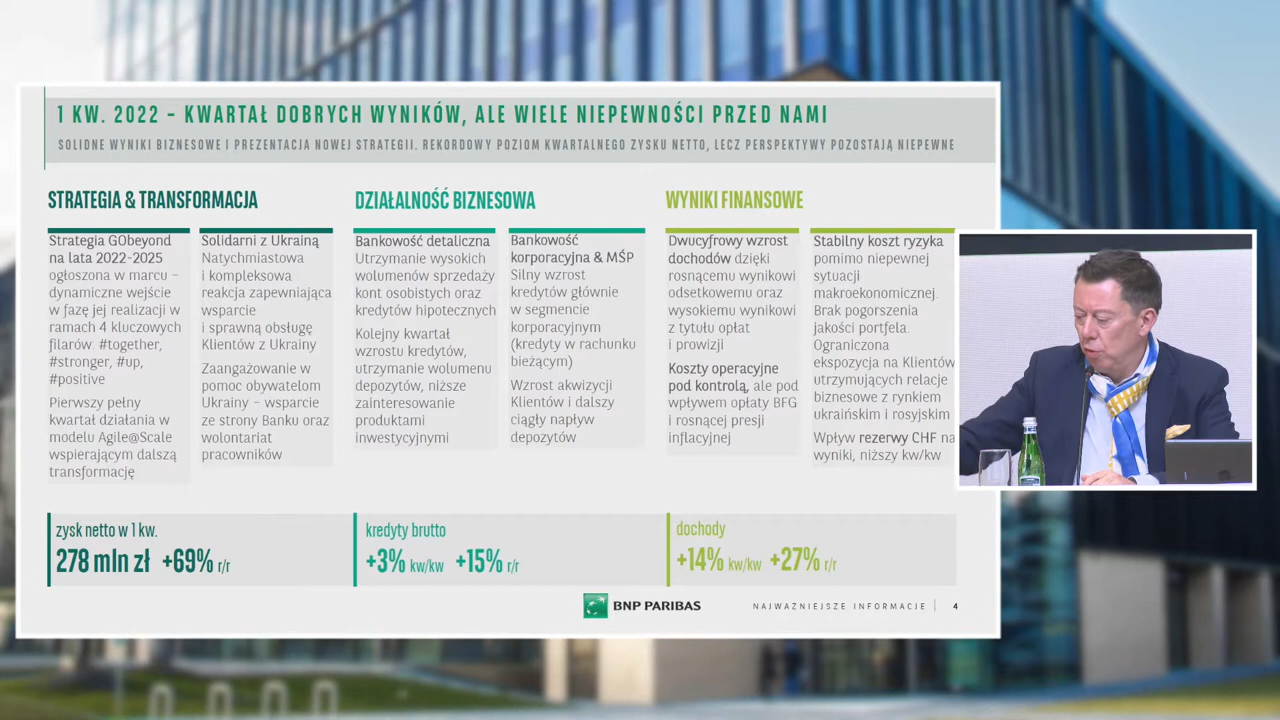 1 KW. 2022 – KWARTAŁ DOBRYCH WYNIKÓW, ALE WIELE NIEPEWNOŚCI PRZED NAMI
SOLIDNE WYNIKI BIZNESOWE I PREZENTACJA NOWEJ STRATEGII. REKORDOWY POZIOM KWARTALNEGO ZYSKU NETTO, LECZ PERSPEKTYWY POZOSTAJĄ NIEPEWNE
STRATEGIA & TRANSFORMACJA
Strategia GObeyond
na lata 2022-2025
ogłoszona w marcu –
dynamiczne wejście
w fazę jej realizacji w
ramach 4 kluczowych
filarów: #together,
#stronger, #up,
#positive
Pierwszy pełny
kwartał działania w
modelu Agile@Scale
wspierającym dalszą
transformację
Solidarni z Ukrainą
Natychmiastowa
i kompleksowa
reakcja zapewniająca
wsparcie
i sprawną obsługę
Klientów z Ukrainy
Zaangażowanie w
pomoc obywatelom
Ukrainy – wsparcie
ze strony Banku oraz
wolontariat
pracowników
DZIAŁALNOŚĆ BIZNESOWA
Bankowość detaliczna
Utrzymanie wysokich
wolumenów sprzedaży
kont osobistych oraz
kredytów hipotecznych
Kolejny kwartał
wzrostu kredytów,
utrzymanie wolumenu
depozytów, niższe
zainteresowanie
produktami
inwestycyjnymi
Bankowość
korporacyjna & MŚP
Silny wzrost
kredytów głównie
w segmencie
korporacyjnym
(kredyty w rachunku
bieżącym)
Wzrost akwizycji
Klientów i dalszy
ciągły napływ
depozytów
WYNIKI FINANSOWE
Dwucyfrowy wzrost
dochodów dzięki
rosnącemu wynikowi
odsetkowemu oraz
wysokiemu wynikowi
z tytułu opłat
i prowizji
Koszty operacyjne
pod kontrolą, ale pod
wpływem opłaty BFG
i rosnącej presji
inflacyjnej
Stabilny koszt ryzyka
pomimo niepewnej
sytuacji
makroekonomicznej.
Brak pogorszenia
jakości portfela.
Ograniczona
ekspozycja na Klientów
utrzymujących relacje
biznesowe z rynkiem
ukraińskim i rosyjskim
Wpływ rezerwy CHF na
wyniki, niższy kw/kw
zysk netto w 1 kw.
278 mln zł +69% r/r
kredyty brutto
+3% kw/kw +15% r/r
dochody
+14% kw/kw +27% r/r
BNP PARIBAS
NAJWAŻNIEJSZE INFORMACJE | 4